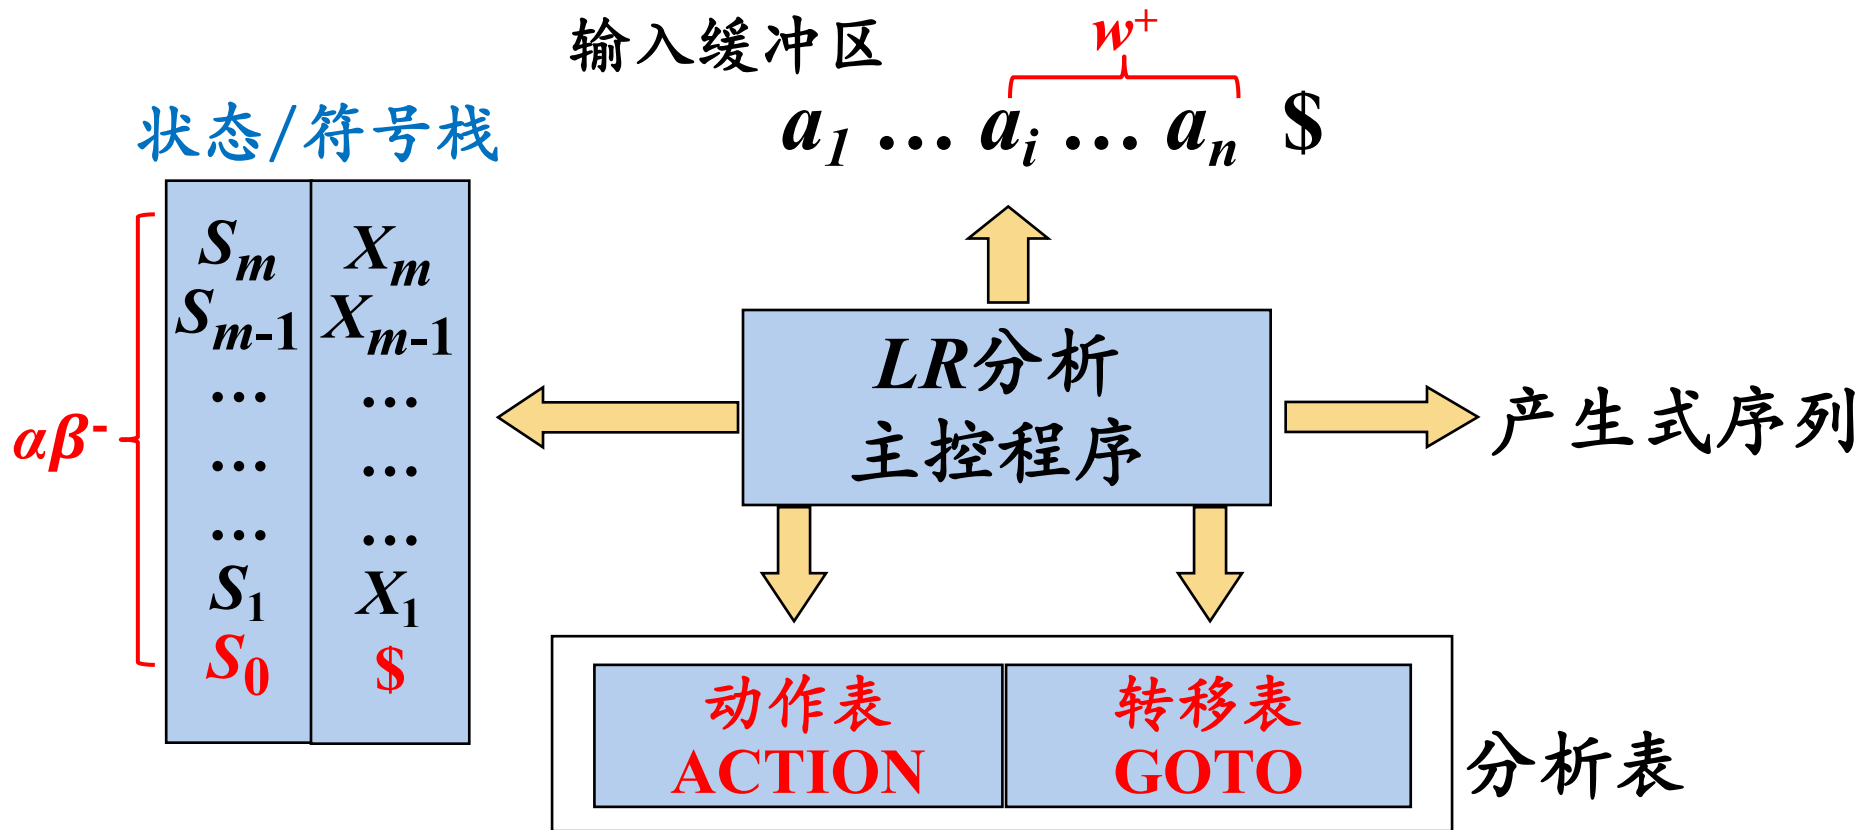 输入缓冲区
w⁺
a₁ … aᵢ … aₙ $
状态/符号栈
Sₘ Xₘ
Sₘ₋₁ Xₘ₋₁
… …
… …
… …
S₁ X₁
S₀ $
αβ⁻
LR分析
主控程序
产生式序列
动作表
ACTION
转移表
GOTO
分析表